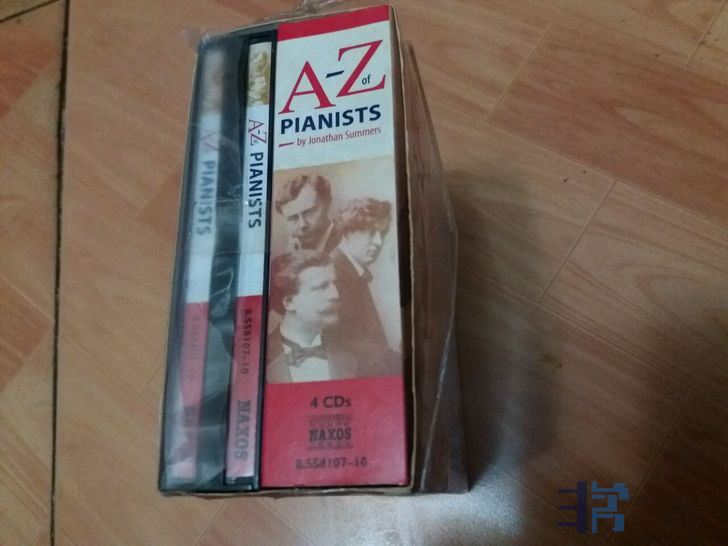 A-Z
PIANISTS
A-Z
PIANISTS
8.558107-10
NAXOS
A-Z
of
PIANISTS
by Jonathan Summers
4 CDs
NAXOS
8.558107-10